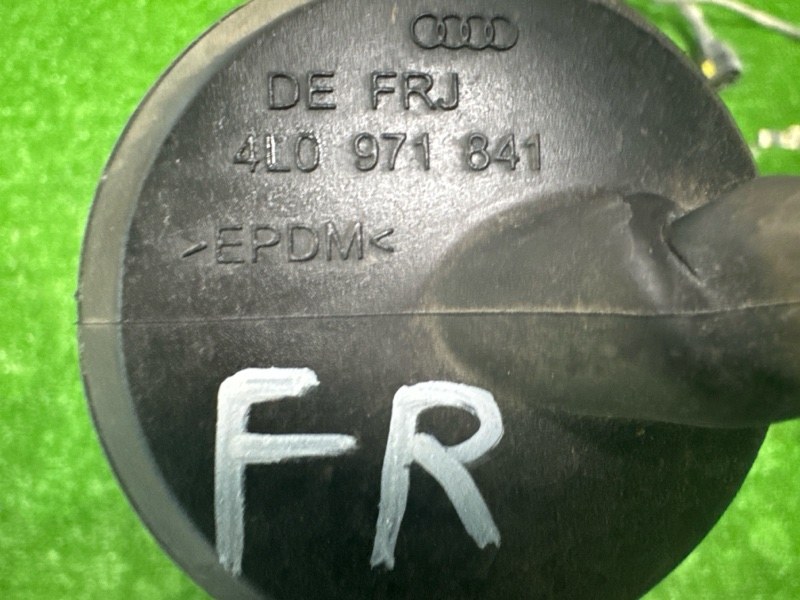 DE FRJ
4L0 971 841
>EPDM<
FR